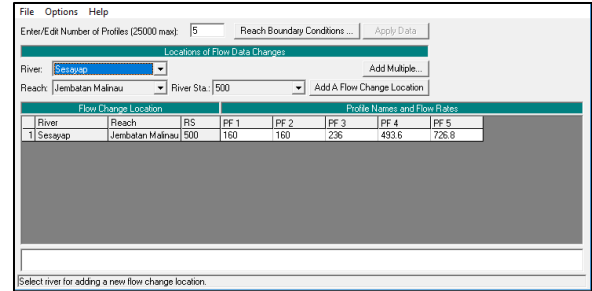 File Options Help
Enter/Edit Number of Profiles (25000 max): 5 Reach Boundary Conditions ... Apply Data
Locations of Flow Data Changes
River: Sesayap Add Multiple...
Reach: Jembatan Malinau River Sta.: 500 Add A Flow Change Location
Flow Change Location Profile Names and Flow Rates
River Reach RS PF 1 PF 2 PF 3 PF 4 PF 5
1 Sesayap Jembatan Malinau 500 160 160 236 493.6 726.8
Select river for adding a new flow change location.